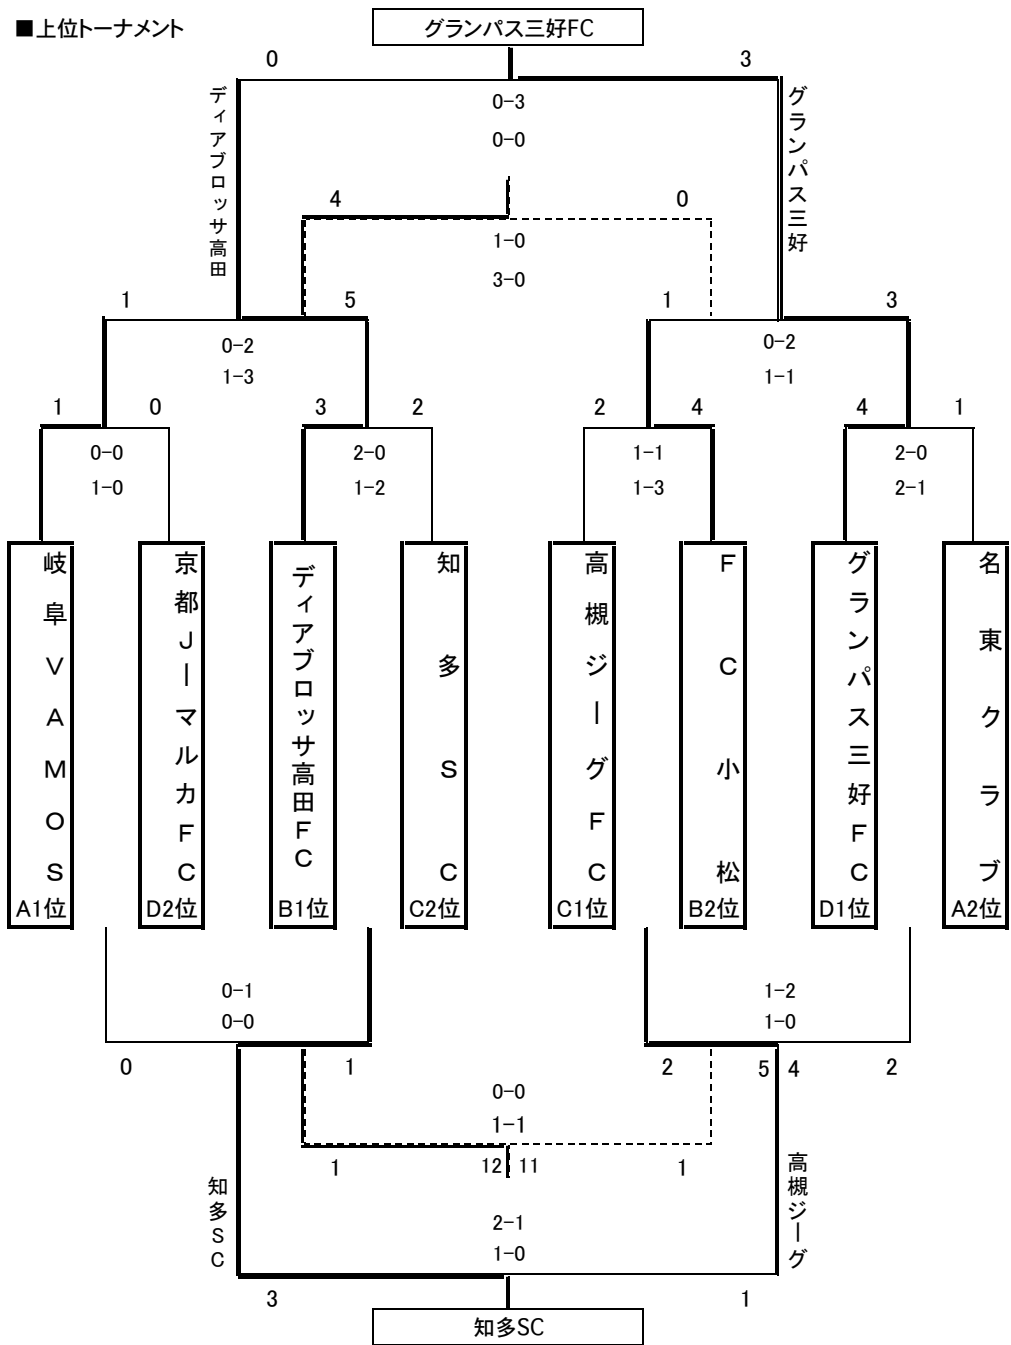 ■上位トーナメント
グランパス三好FC
0
3
ディアブロッサ高田
グランパス三好
0-3
0-0
4
0
1-0
3-0
1
5
1
3
0-2
1-3
0-2
1-1
1
0
3
2
2
4
4
1
0-0
1-0
2-0
1-2
1-1
1-3
2-0
2-1
岐阜VAMOS
京都JーマルカFC
ディアブロッサ高田FC
知多SC
高槻ジーグFC
FC小松
グランパス三好FC
名東クラブ
A1位
D2位
B1位
C2位
C1位
B2位
D1位
A2位
0-1
0-0
1-2
1-0
0
1
2
5
4
2
0-0
1-1
1
12
11
1
知多SC
高槻ジーグ
2-1
1-0
3
1
知多SC